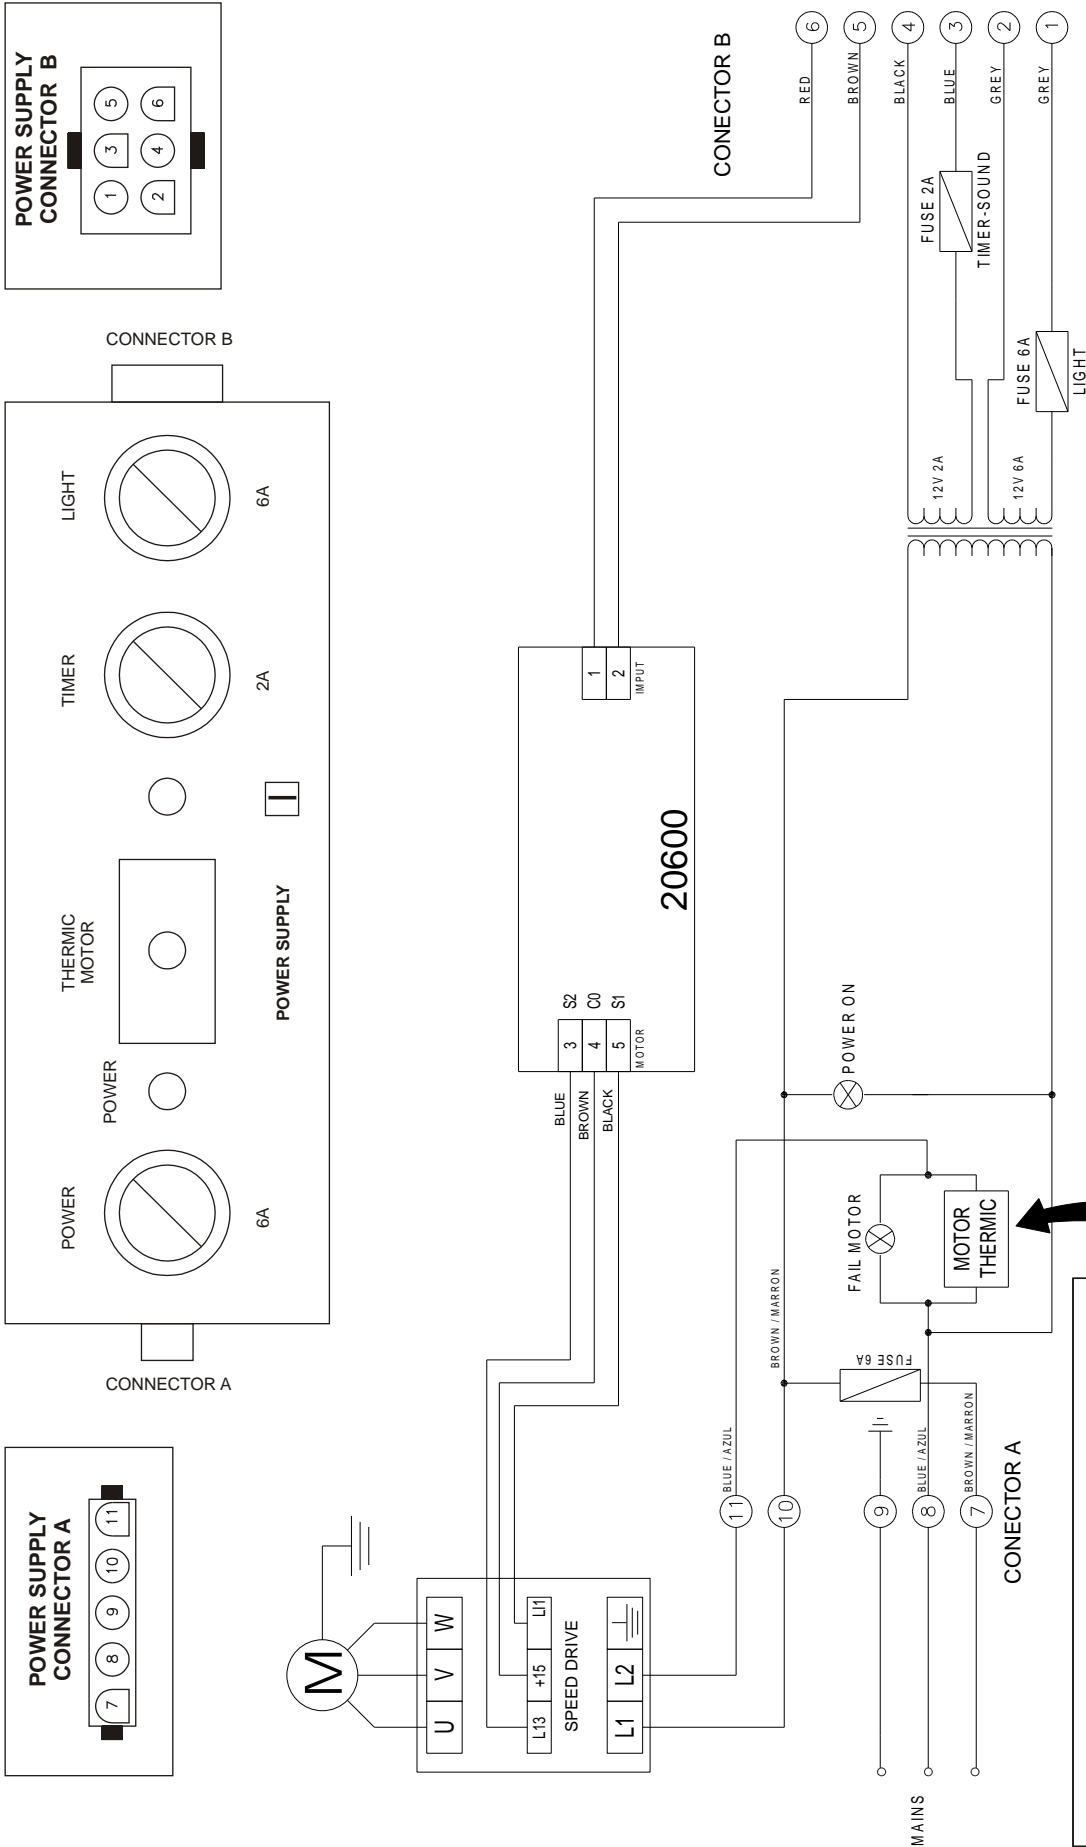 POWER SUPPLY
CONNECTOR A
7
8
9
10
11
CONNECTOR A
POWER
6A
POWER
THERMIC
MOTOR
POWER SUPPLY
I
TIMER
2A
LIGHT
6A
CONNECTOR B
POWER SUPPLY
CONNECTOR B
1
3
5
2
4
6
M
U
V
W
L13
+15
LI1
SPEED DRIVE
L1
L2
BLUE
BROWN
BLACK
3
4
5
S2
C0
S1
MOTOR
20600
1
2
IMPUT
CONECTOR B
RED
6
BROWN
5
BLACK
4
BLUE
3
GREY
2
GREY
1
FUSE 2A
TIMER-SOUND
FUSE 6A
LIGHT
12V 2A
12V 6A
POWER ON
FAIL MOTOR
MOTOR
THERMIC
FUSE 6A
11
BLUE / AZUL
10
BROWN / MARRON
9
8
BLUE / AZUL
7
BROWN / MARRON
CONECTOR A
MAINS